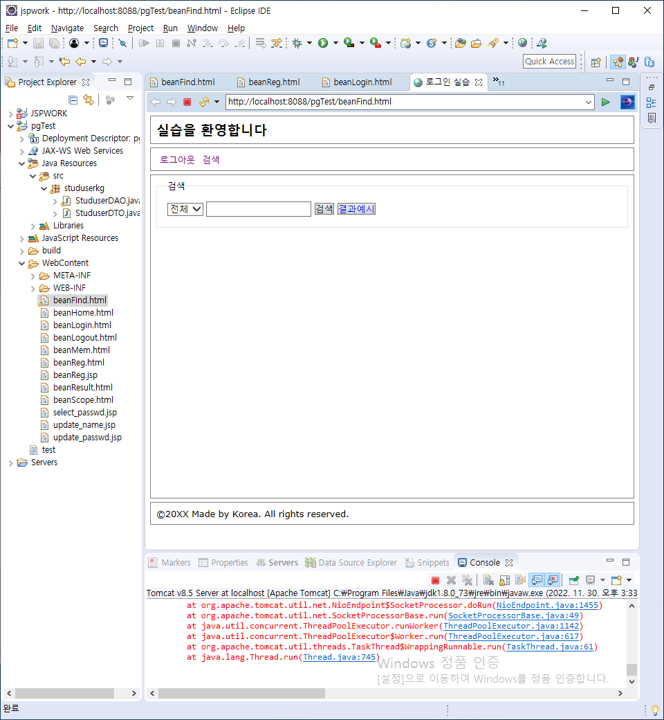 jspwork - http://localhost:8088/pgTest/beanFind.html - Eclipse IDE
File Edit Navigate Search Project Run Window Help
Quick Access
Project Explorer
JSPWORK
pgTest
Deployment Descriptor: pg
JAX-WS Web Services
Java Resources
src
studuserkg
StuduserDAO.java
StuduserDTO.java
Libraries
JavaScript Resources
build
WebContent
META-INF
WEB-INF
beanFind.html
beanHome.html
beanLogin.html
beanLogout.html
beanMem.html
beanReg.html
beanReg.jsp
beanResult.html
beanScope.html
select_passwd.jsp
update_name.jsp
update_passwd.jsp
test
Servers
beanFind.html beanReg.html beanLogin.html 로그인 실습 »11
http://localhost:8088/pgTest/beanFind.html
실습을 환영합니다
로그아웃 검색
검색
전체 검색 결과예시
©20XX Made by Korea. All rights reserved.
Markers Properties Servers Data Source Explorer Snippets Console
Tomcat v8.5 Server at localhost [Apache Tomcat] C:₩Program Files₩Java₩jdk1.8.0_73₩jre₩bin₩javaw.exe (2022. 11. 30. 오후 3:33
at org.apache.tomcat.util.net.NioEndpoint$SocketProcessor.doRun(NioEndpoint.java:1455)
at org.apache.tomcat.util.net.SocketProcessorBase.run(SocketProcessorBase.java:49)
at java.util.concurrent.ThreadPoolExecutor.runWorker(ThreadPoolExecutor.java:1142)
at java.util.concurrent.ThreadPoolExecutor$Worker.run(ThreadPoolExecutor.java:617)
at org.apache.tomcat.util.threads.TaskThread$WrappingRunnable.run(TaskThread.java:61)
at java.lang.Thread.run(Thread.java:745)
Windows 정품 인증
[설정]으로 이동하여 Windows를 정품 인증합니다.
완료